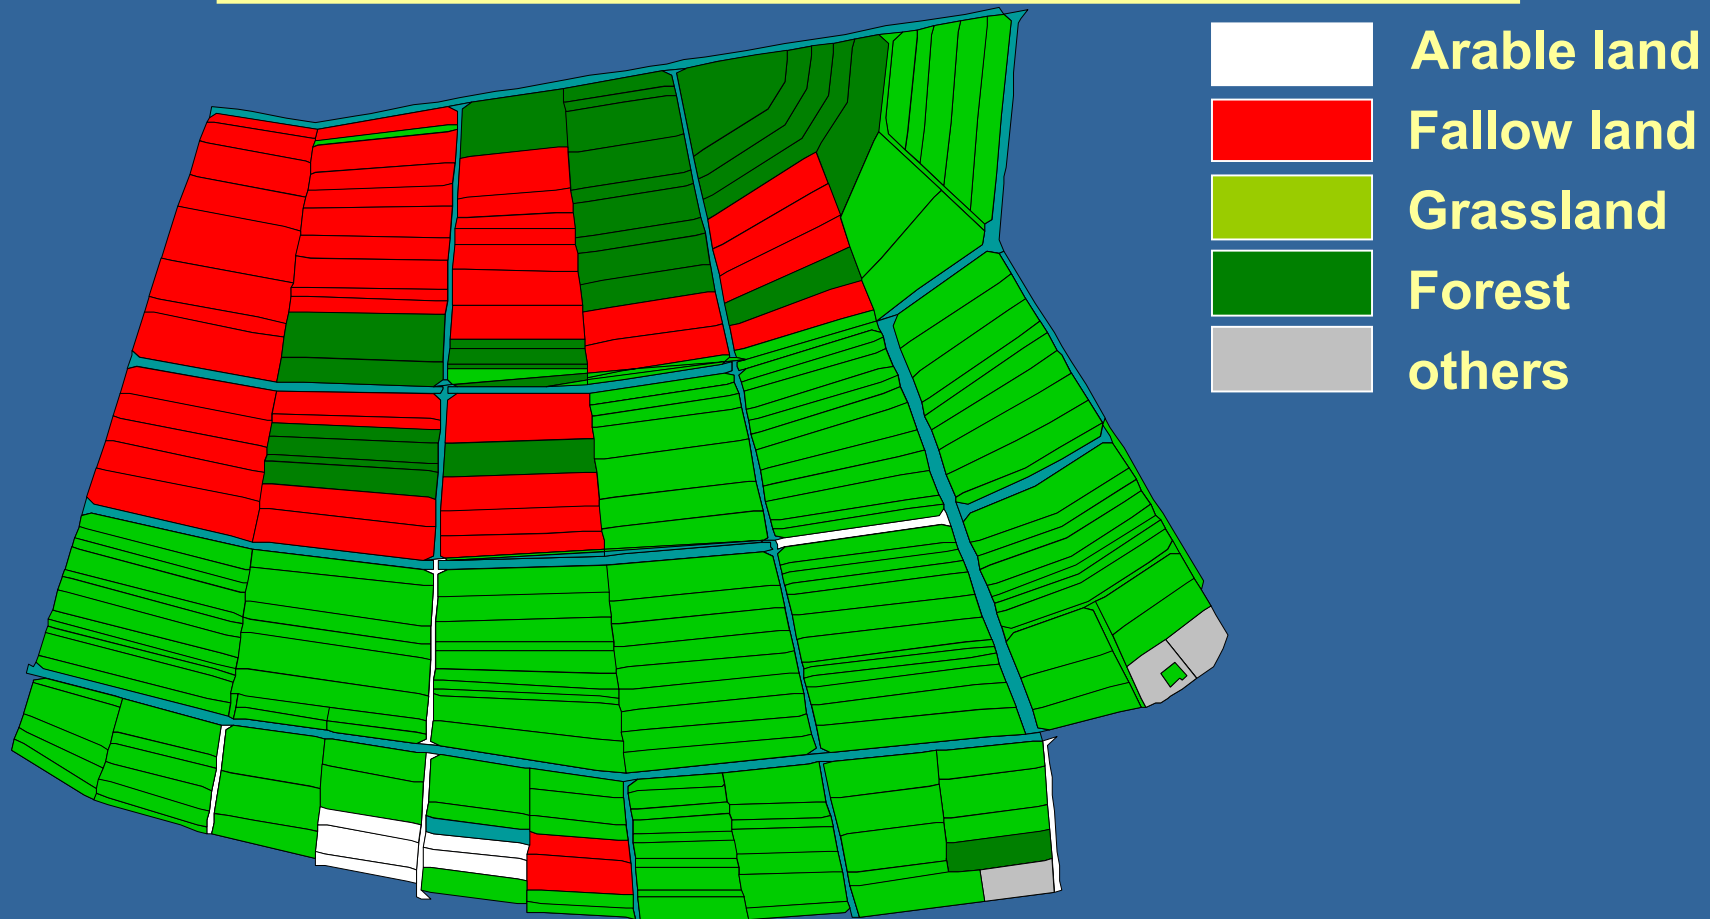 Arable land
Fallow land
Grassland
Forest
others